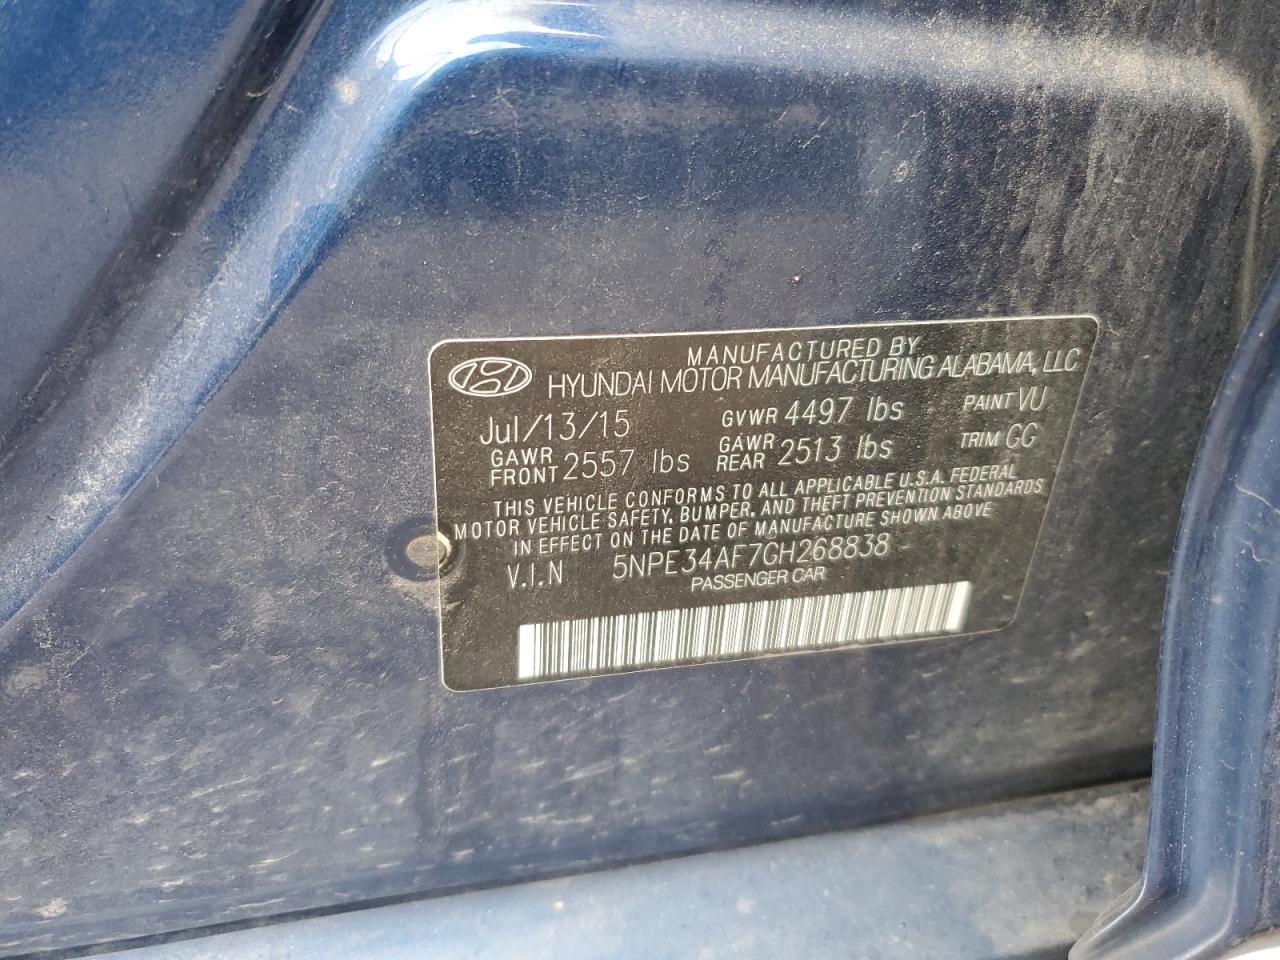 MANUFACTURED BY
HYUNDAI MOTOR MANUFACTURING ALABAMA, LLC
Jul/13/15 GVWR 4497 lbs PAINT VU
GAWR FRONT 2557 lbs GAWR REAR 2513 lbs TRIM GG
THIS VEHICLE CONFORMS TO ALL APPLICABLE U.S.A. FEDERAL
MOTOR VEHICLE SAFETY, BUMPER, AND THEFT PREVENTION STANDARDS
IN EFFECT ON THE DATE OF MANUFACTURE SHOWN ABOVE
V.I.N 5NPE34AF7GH268838
PASSENGER CAR